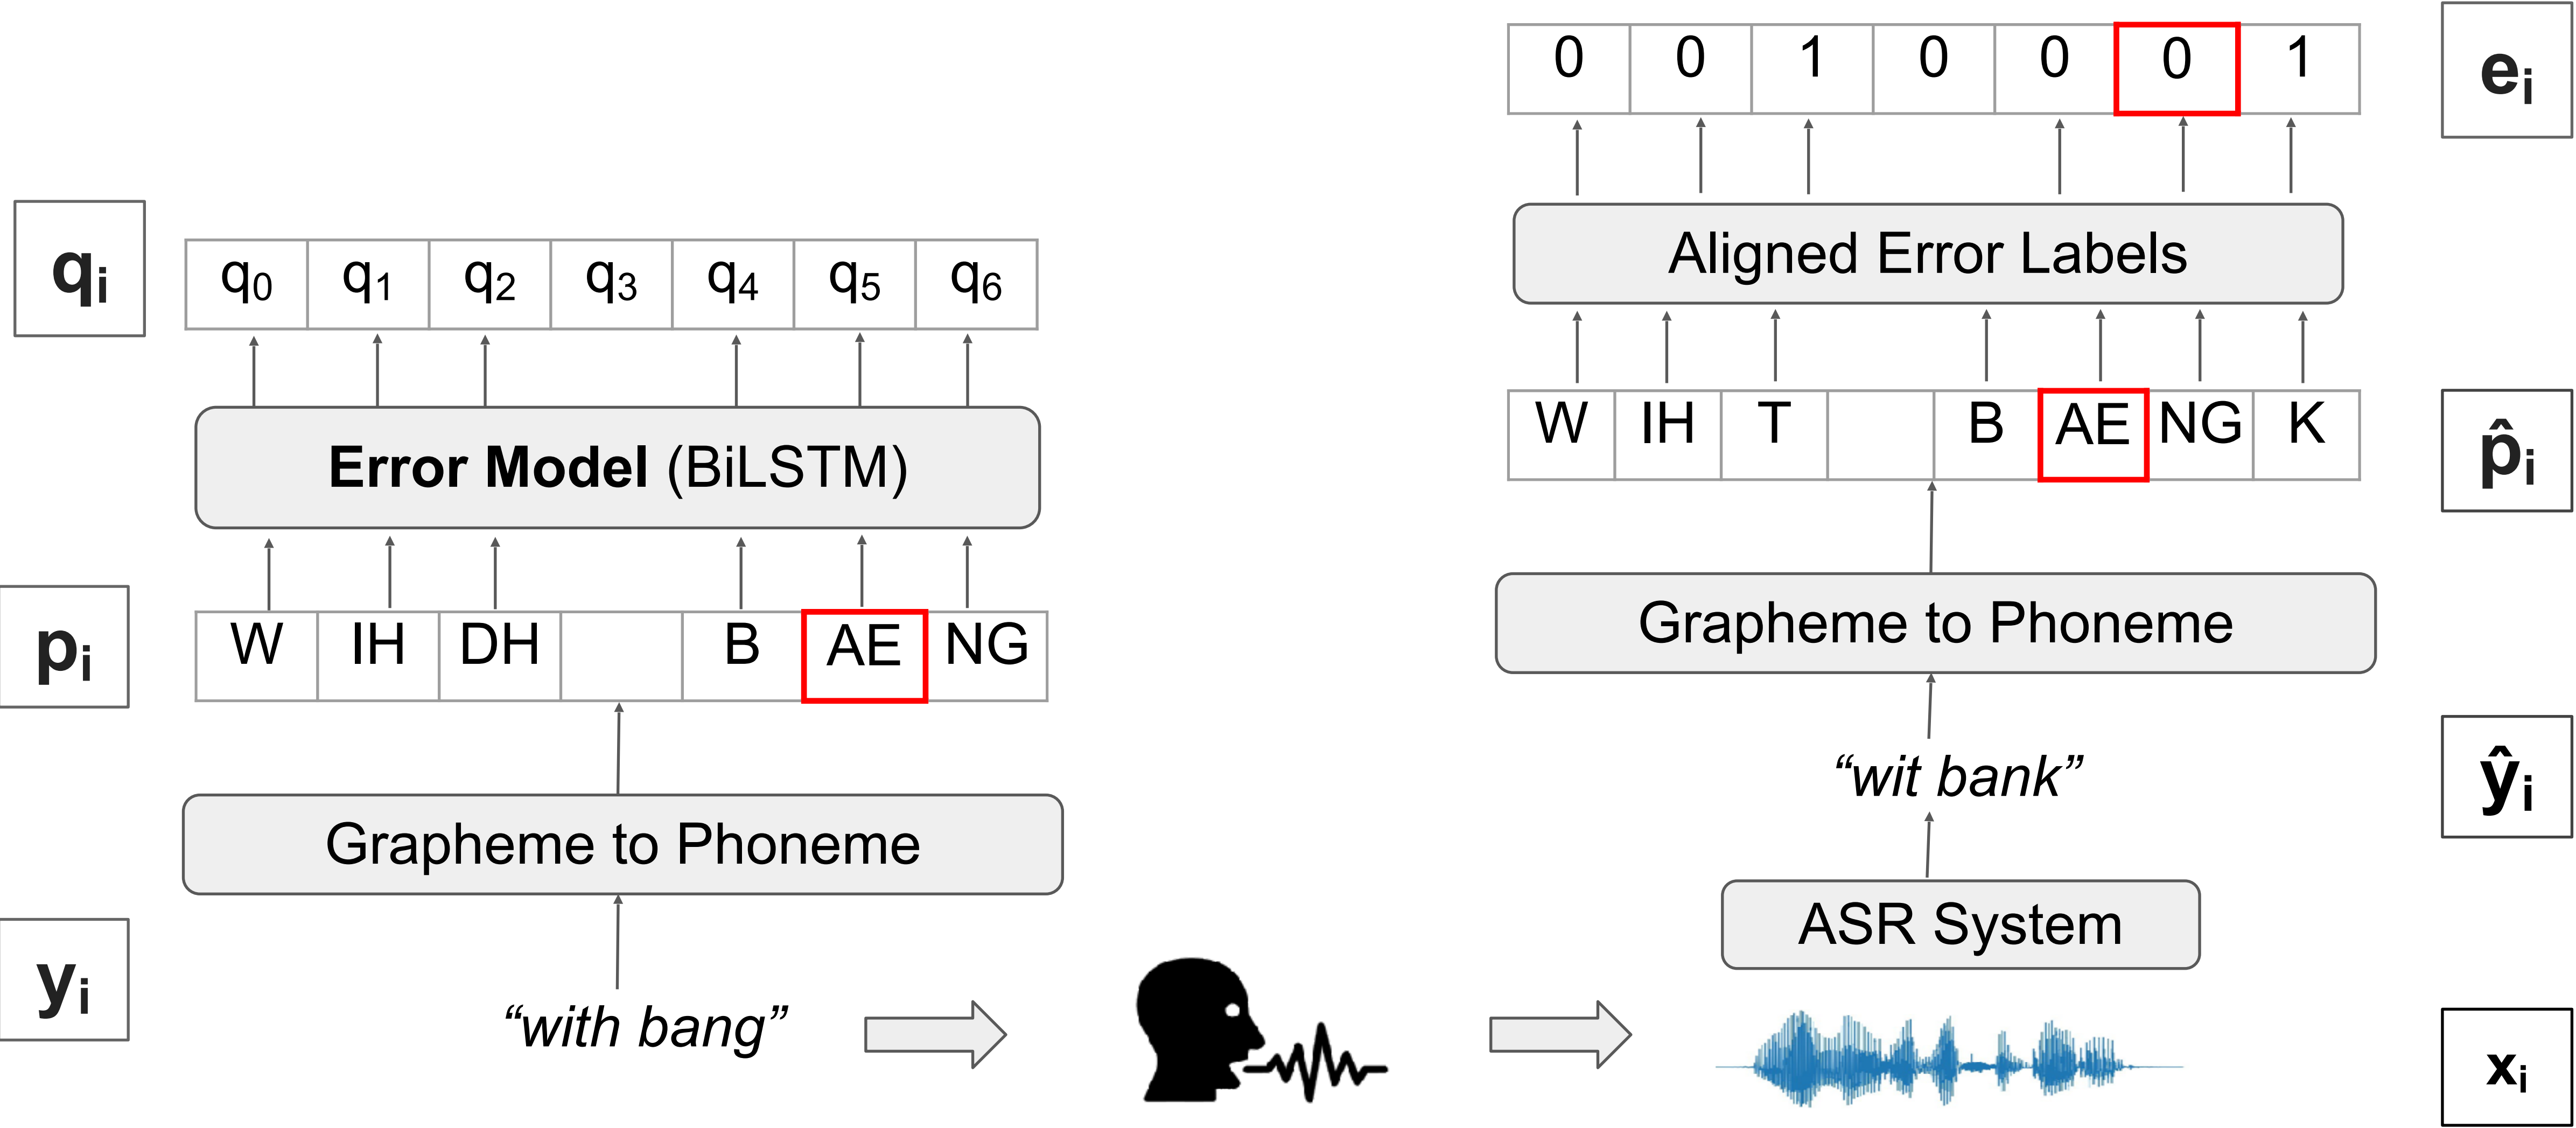 0 0 1 0 0 0 1
eᵢ
Aligned Error Labels
qᵢ
q₀ q₁ q₂ q₃ q₄ q₅ q₆
W IH T B AE NG K
p̂ᵢ
Error Model (BiLSTM)
Grapheme to Phoneme
pᵢ
W IH DH B AE NG
“wit bank”
ŷᵢ
Grapheme to Phoneme
ASR System
yᵢ
“with bang”
xᵢ